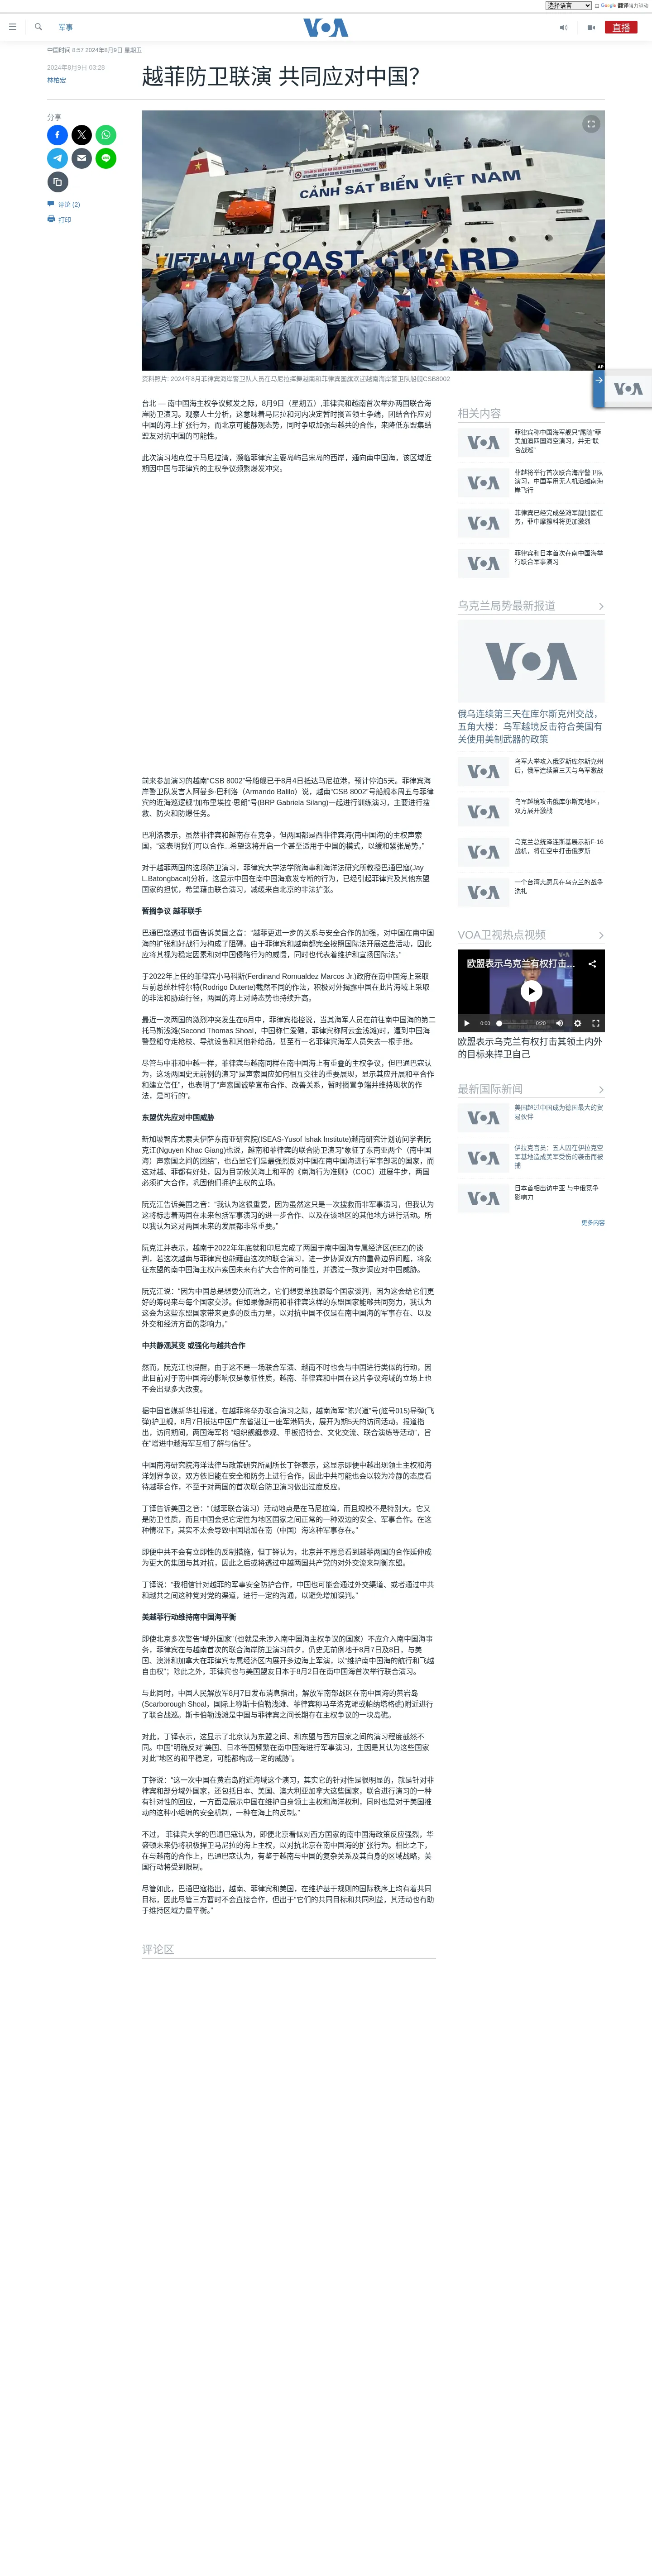 选择语言
由 Google 翻译强力驱动
军事
VOA
直播
中国时间 8:57 2024年8月9日 星期五
2024年8月9日 03:28
林柏宏
越菲防卫联演 共同应对中国？
分享
评论 (2)
打印
CẢNH SÁT BIỂN VIỆT NAM
VIETNAM COAST GUARD
AP
资料照片: 2024年8月菲律宾海岸警卫队人员在马尼拉挥舞越南和菲律宾国旗欢迎越南海岸警卫队船舰CSB8002
台北 — 南中国海主权争议频发之际，8月9日（星期五）,菲律宾和越南首次举办两国联合海
岸防卫演习。观察人士分析，这意味着马尼拉和河内决定暂时搁置领土争端，团结合作应对
中国的海上扩张行为，而北京可能静观态势，同时争取加强与越共的合作，来降低东盟集结
盟友对抗中国的可能性。
此次演习地点位于马尼拉湾，濒临菲律宾主要岛屿吕宋岛的西岸，通向南中国海，该区域近
期因中国与菲律宾的主权争议频繁爆发冲突。
前来参加演习的越南“CSB 8002”号船舰已于8月4日抵达马尼拉港，预计停泊5天。菲律宾海
岸警卫队发言人阿曼多·巴利洛（Armando Balilo）说，越南“CSB 8002”号船舰本周五与菲律
宾的近海巡逻舰“加布里埃拉·思朗”号(BRP Gabriela Silang)一起进行训练演习，主要进行搜
救、防火和防爆任务。
巴利洛表示，虽然菲律宾和越南存在竞争，但两国都是西菲律宾海(南中国海)的主权声索
国，“这表明我们可以合作...希望这将开启一个甚至适用于中国的模式，以缓和紧张局势。”
对于越菲两国的这场防卫演习，菲律宾大学法学院海事和海洋法研究所教授巴通巴寇(Jay
L.Batongbacal)分析，这显示中国在南中国海愈发专断的行为，已经引起菲律宾及其他东盟
国家的担忧，希望藉由联合演习，减缓来自北京的非法扩张。
暂搁争议 越菲联手
巴通巴寇透过书面告诉美国之音：“越菲更进一步的关系与安全合作的加强，对中国在南中国
海的扩张和奸战行为构成了阻碍。由于菲律宾和越南都完全按照国际法开展这些活动，因此
应将其视为稳定因素和对中国侵略行为的威慑，同时也代表着维护和宣扬国际法。”
于2022年上任的菲律宾小马科斯(Ferdinand Romualdez Marcos Jr.)政府在南中国海上采取
与前总统杜特尔特(Rodrigo Duterte)截然不同的作法，积极对外揭露中国在此片海域上采取
的非法和胁迫行径，两国的海上对峙态势也持续升高。
最近一次两国的激烈冲突发生在6月中，菲律宾指控说，当其海军人员在前往南中国海的第二
托马斯浅滩(Second Thomas Shoal，中国称仁爱礁，菲律宾称阿云金浅滩)时，遭到中国海
警登船夺走枪枝、导航设备和其他补给品，甚至有一名菲律宾海军人员失去一根手指。
尽管与中菲和中越一样，菲律宾与越南同样在南中国海上有重叠的主权争议，但巴通巴寇认
为，这场两国史无前例的演习“是声索国应如何相互交往的重要展现，显示其应开展和平合作
和建立信任”，也表明了“声索国诚挚宣布合作、改善关系，暂时搁置争端并维持现状的作
法，是可行的”。
东盟优先应对中国威胁
新加坡智库尤索夫伊萨东南亚研究院(ISEAS-Yusof Ishak Institute)越南研究计划访问学者阮
克江(Nguyen Khac Giang)也说，越南和菲律宾的联合防卫演习“象征了东南亚两个（南中国
海）声索国之间的团结”，也凸显它们是最强烈反对中国在南中国海进行军事部署的国家，而
这对越、菲都有好处，因为目前攸关海上和平的《南海行为准则》（COC）进展牛步，两国
必须扩大合作，巩固他们拥护主权的立场。
阮克江告诉美国之音：“我认为这很重要，因为虽然这只是一次搜救而非军事演习，但我认为
这将标志着两国在未来包括军事演习的进一步合作、以及在该地区的其他地方进行活动。所
以我认为这对两国未来的发展都非常重要。”
阮克江并表示，越南于2022年年底就和印尼完成了两国于南中国海专属经济区(EEZ)的谈
判，若这次越南与菲律宾也能藉由这次的联合演习，进一步协调双方的重叠边界问题，将象
征东盟的南中国海主权声索国未来有扩大合作的可能性，并透过一致步调应对中国威胁。
阮克江说：“因为中国总是想要分而治之，它们想要单独跟每个国家谈判，因为这会给它们更
好的筹码来与每个国家交涉。但如果像越南和菲律宾这样的东盟国家能够共同努力，我认为
这会为这些东盟国家带来更多的反击力量，以对抗中国不仅是在南中国海的军事存在、以及
外交和经济方面的影响力。”
中共静观其变 或强化与越共合作
然而，阮克江也提醒，由于这不是一场联合军演、越南不时也会与中国进行类似的行动，因
此目前对于南中国海的影响仅是象征性质，越南、菲律宾和中国在这片争议海域的立场上也
不会出现多大改变。
据中国官媒新华社报道，在越菲将举办联合演习之际，越南海军“陈兴道”号(舷号015)导弹(飞
弹)护卫舰，8月7日抵达中国广东省湛江一座军港码头，展开为期5天的访问活动。报道指
出，访问期间，两国海军将 “组织舰艇参观、甲板招待会、文化交流、联合演练等活动”，旨
在“增进中越海军互相了解与信任”。
中国南海研究院海洋法律与政策研究所副所长丁铎表示，这显示即便中越出现领土主权和海
洋划界争议，双方依旧能在安全和防务上进行合作，因此中共可能也会以较为冷静的态度看
待越菲合作，不至于对两国的首次联合防卫演习做出过度反应。
丁铎告诉美国之音：“（越菲联合演习）活动地点是在马尼拉湾，而且规模不是特别大。它又
是防卫性质，而且中国会把它定性为地区国家之间正常的一种双边的安全、军事合作。在这
种情况下，其实不太会导致中国增加在南（中国）海这种军事存在。”
即便中共不会有立即性的反制措施，但丁铎认为，北京并不愿意看到越菲两国的合作延伸成
为更大的集团与其对抗，因此之后或将透过中越两国共产党的对外交流来制衡东盟。
丁铎说：“我相信针对越菲的军事安全防护合作，中国也可能会通过外交渠道、或者通过中共
和越共之间这种党对党的渠道，进行一定的沟通，以避免增加误判。”
美越菲行动维持南中国海平衡
即使北京多次警告“域外国家”（也就是未涉入南中国海主权争议的国家）不应介入南中国海事
务，菲律宾在与越南首次的联合海岸防卫演习前夕，仍史无前例地于8月7日及8日，与美
国、澳洲和加拿大在菲律宾专属经济区内展开多边海上军演，以“维护南中国海的航行和飞越
自由权”；除此之外，菲律宾也与美国盟友日本于8月2日在南中国海首次举行联合演习。
与此同时，中国人民解放军8月7日发布消息指出，解放军南部战区在南中国海的黄岩岛
(Scarborough Shoal，国际上称斯卡伯勒浅滩、菲律宾称马辛洛克滩或帕纳塔格礁)附近进行
了联合战巡。斯卡伯勒浅滩是中国与菲律宾之间长期存在主权争议的一块岛礁。
对此，丁铎表示，这显示了北京认为东盟之间、和东盟与西方国家之间的演习程度截然不
同。中国“明确反对”美国、日本等国频繁在南中国海进行军事演习，主因是其认为这些国家
对此“地区的和平稳定，可能都构成一定的威胁”。
丁铎说：“这一次中国在黄岩岛附近海域这个演习，其实它的针对性是很明显的，就是针对菲
律宾和部分域外国家，还包括日本、美国、澳大利亚加拿大这些国家，联合进行演习的一种
有针对性的回应，一方面是展示中国在维护自身领土主权和海洋权利，同时也是对于美国推
动的这种小组编的安全机制，一种在海上的反制。”
不过， 菲律宾大学的巴通巴寇认为，即便北京看似对西方国家的南中国海政策反应强烈，华
盛顿未来仍将积极捍卫马尼拉的海上主权，以对抗北京在南中国海的扩张行为。相比之下，
在与越南的合作上，巴通巴寇认为，有鉴于越南与中国的复杂关系及其自身的区域战略，美
国行动将受到限制。
尽管如此，巴通巴寇指出，越南、菲律宾和美国，在维护基于规则的国际秩序上均有着共同
目标，因此尽管三方暂时不会直接合作，但出于“它们的共同目标和共同利益，其活动也有助
于维持区域力量平衡。”
评论区
相关内容
菲律宾称中国海军舰只“尾随”菲
美加澳四国海空演习，并无“联
合战巡”
菲越将举行首次联合海岸警卫队
演习，中国军用无人机沿越南海
岸飞行
菲律宾已经完成坐滩军舰加固任
务，菲中摩擦料将更加激烈
菲律宾和日本首次在南中国海举
行联合军事演习
乌克兰局势最新报道
俄乌连续第三天在库尔斯克州交战，
五角大楼：乌军越境反击符合美国有
关使用美制武器的政策
乌军大举攻入俄罗斯库尔斯克州
后，俄军连续第三天与乌军激战
乌军越境攻击俄库尔斯克地区，
双方展开激战
乌克兰总统泽连斯基展示新F-16
战机，将在空中打击俄罗斯
一个台湾志愿兵在乌克兰的战争
洗礼
VOA卫视热点视频
欧盟表示乌克兰有权打击...
0:00
0:20
欧盟表示乌克兰有权打击其领土内外
的目标来捍卫自己
最新国际新闻
美国超过中国成为德国最大的贸
易伙伴
伊拉克官员：五人因在伊拉克空
军基地造成美军受伤的袭击而被
捕
日本首相出访中亚 与中俄竞争
影响力
更多内容